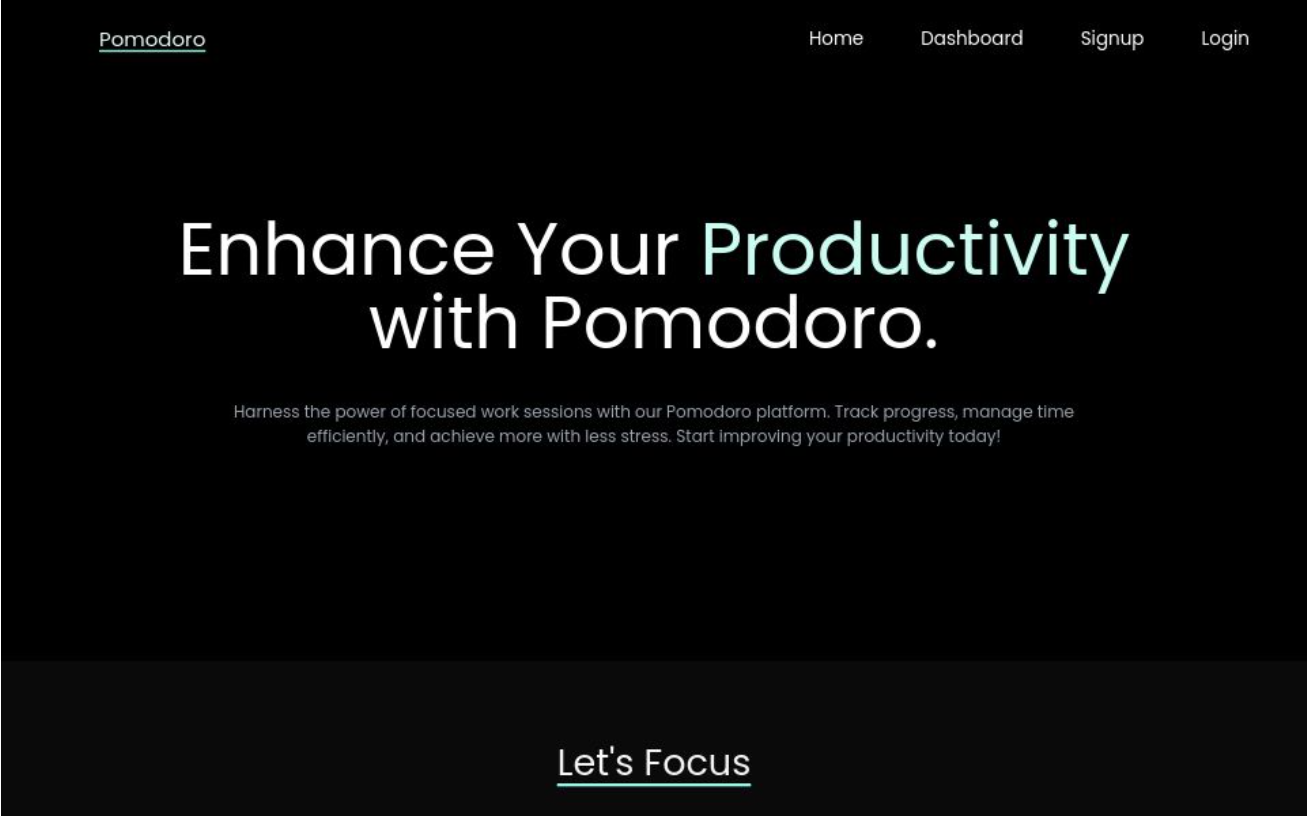 Pomodoro
Home Dashboard Signup Login
Enhance Your Productivity
with Pomodoro.
Harness the power of focused work sessions with our Pomodoro platform. Track progress, manage time
efficiently, and achieve more with less stress. Start improving your productivity today!
Let's Focus